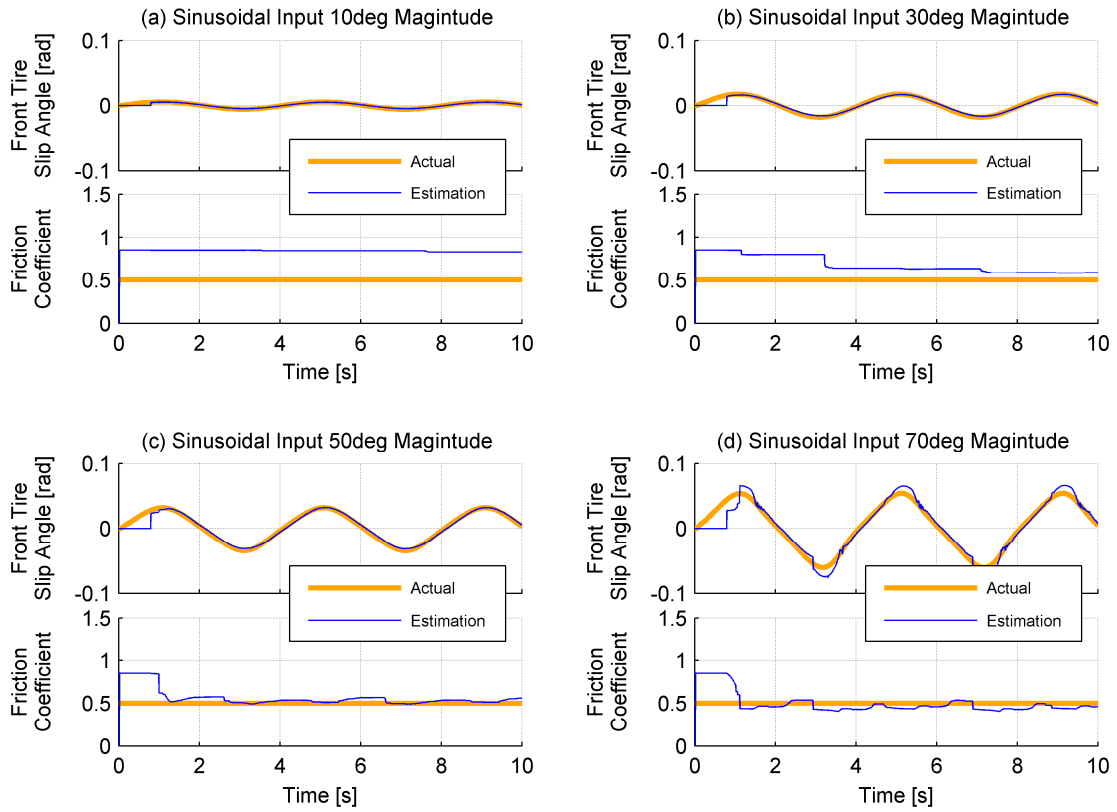 (a) Sinusoidal Input 10deg Magintude
0.1
0
-0.1
Front Tire
Slip Angle [rad]
Actual
Estimation
1.5
1
0.5
0
Friction
Coefficient
0 2 4 6 8 10
Time [s]
(b) Sinusoidal Input 30deg Magintude
0.1
0
-0.1
Front Tire
Slip Angle [rad]
Actual
Estimation
1.5
1
0.5
0
Friction
Coefficient
0 2 4 6 8 10
Time [s]
(c) Sinusoidal Input 50deg Magintude
0.1
0
-0.1
Front Tire
Slip Angle [rad]
Actual
Estimation
1.5
1
0.5
0
Friction
Coefficient
0 2 4 6 8 10
Time [s]
(d) Sinusoidal Input 70deg Magintude
0.1
0
-0.1
Front Tire
Slip Angle [rad]
Actual
Estimation
1.5
1
0.5
0
Friction
Coefficient
0 2 4 6 8 10
Time [s]